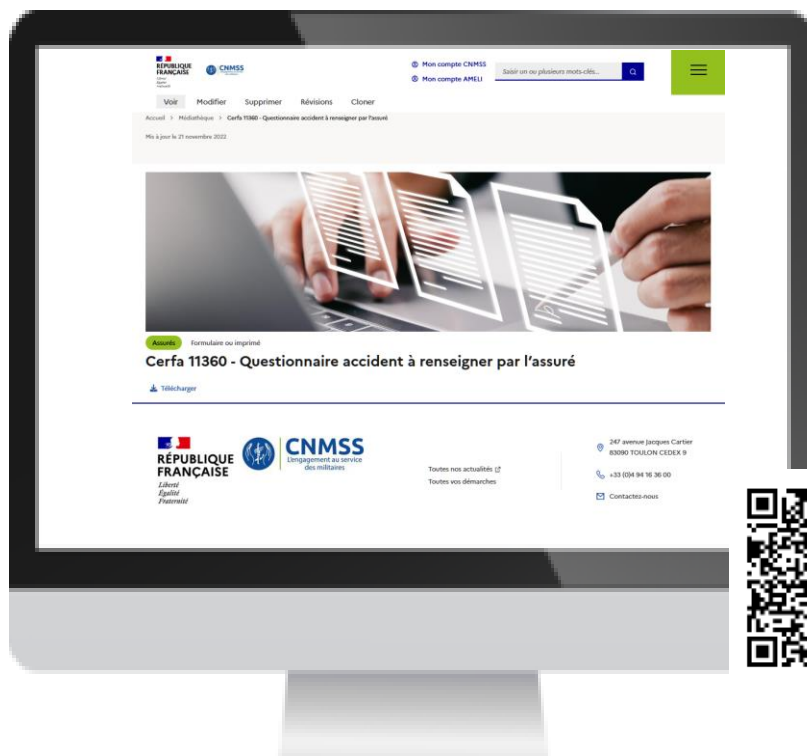 RÉPUBLIQUE
FRANÇAISE
CNMSS
Mon compte CNMSS
Mon compte AMELI
Saisir un ou plusieurs mots-clés...
Voir Modifier Supprimer Révisions Cloner
Accueil > Médiathèque > Cerfa 11360 - Questionnaire accident à renseigner par l'assuré
Mis à jour le 21 novembre 2022
Assurés Formulaire ou imprimé
Cerfa 11360 - Questionnaire accident à renseigner par l'assuré
Télécharger
RÉPUBLIQUE
FRANÇAISE
Liberté
Égalité
Fraternité
CNMSS
L'engagement au service
des militaires
Toutes nos actualités
Toutes vos démarches
247 avenue Jacques Cartier
83090 TOULON CEDEX 9
+33 (0)4 94 16 36 00
Contactez-nous